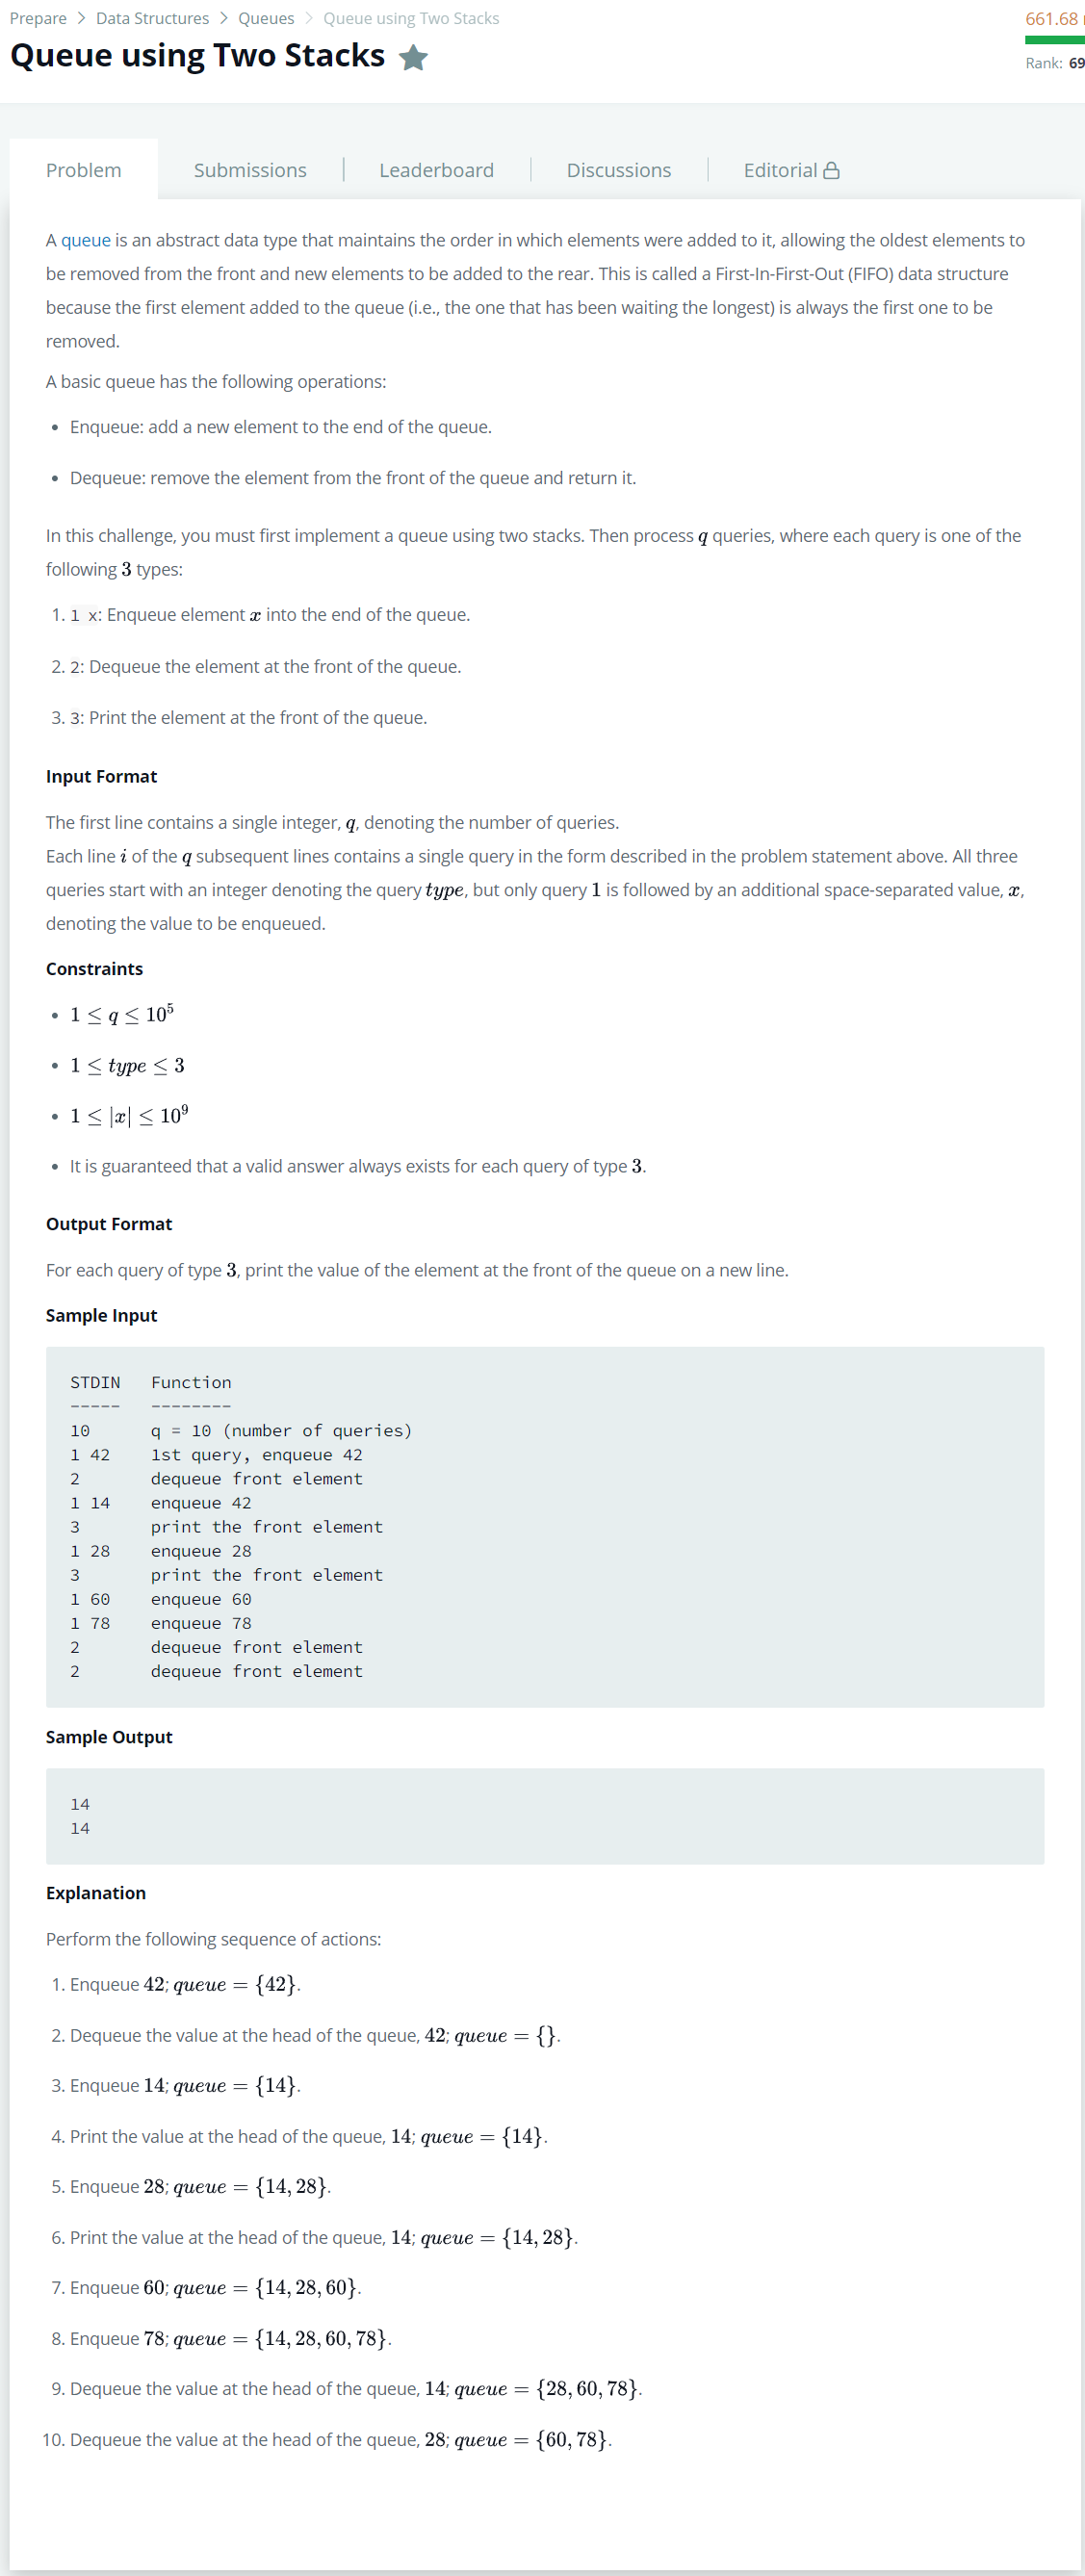 Prepare > Data Structures > Queues > Queue using Two Stacks
661.68
Queue using Two Stacks
Rank: 69
Problem
Submissions
Leaderboard
Discussions
Editorial
A queue is an abstract data type that maintains the order in which elements were added to it, allowing the oldest elements to
be removed from the front and new elements to be added to the rear. This is called a First-In-First-Out (FIFO) data structure
because the first element added to the queue (i.e., the one that has been waiting the longest) is always the first one to be
removed.
A basic queue has the following operations:
• Enqueue: add a new element to the end of the queue.
• Dequeue: remove the element from the front of the queue and return it.
In this challenge, you must first implement a queue using two stacks. Then process q queries, where each query is one of the
following 3 types:
1. 1 x: Enqueue element x into the end of the queue.
2. 2: Dequeue the element at the front of the queue.
3. 3: Print the element at the front of the queue.
Input Format
The first line contains a single integer, q, denoting the number of queries.
Each line i of the q subsequent lines contains a single query in the form described in the problem statement above. All three
queries start with an integer denoting the query type, but only query 1 is followed by an additional space-separated value, x,
denoting the value to be enqueued.
Constraints
• 1 ≤ q ≤ 10⁵
• 1 ≤ type ≤ 3
• 1 ≤ |x| ≤ 10⁹
• It is guaranteed that a valid answer always exists for each query of type 3.
Output Format
For each query of type 3, print the value of the element at the front of the queue on a new line.
Sample Input
STDIN   Function
-----   --------
10      q = 10 (number of queries)
1 42    1st query, enqueue 42
2       dequeue front element
1 14    enqueue 42
3       print the front element
1 28    enqueue 28
3       print the front element
1 60    enqueue 60
1 78    enqueue 78
2       dequeue front element
2       dequeue front element
Sample Output
14
14
Explanation
Perform the following sequence of actions:
1. Enqueue 42; queue = {42}.
2. Dequeue the value at the head of the queue, 42; queue = {}.
3. Enqueue 14; queue = {14}.
4. Print the value at the head of the queue, 14; queue = {14}.
5. Enqueue 28; queue = {14, 28}.
6. Print the value at the head of the queue, 14; queue = {14, 28}.
7. Enqueue 60; queue = {14, 28, 60}.
8. Enqueue 78; queue = {14, 28, 60, 78}.
9. Dequeue the value at the head of the queue, 14; queue = {28, 60, 78}.
10. Dequeue the value at the head of the queue, 28; queue = {60, 78}.